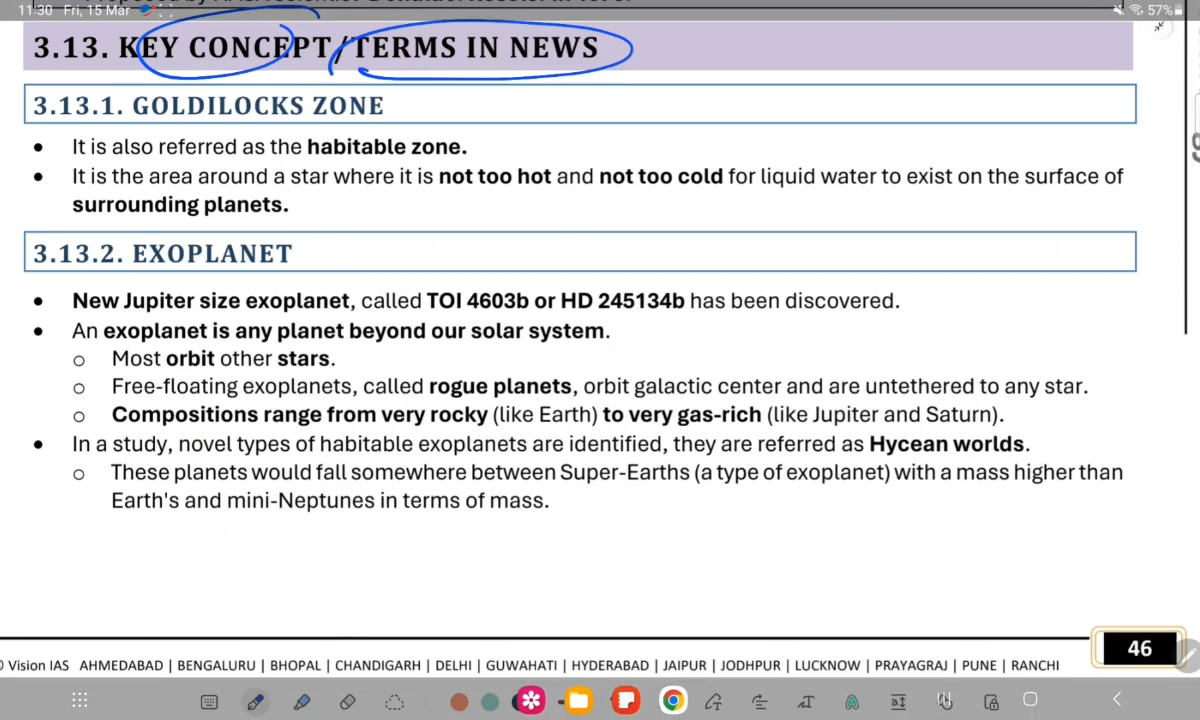 11:30 Fri, 15 Mar
57%
3.13. KEY CONCEPT/TERMS IN NEWS
3.13.1. GOLDILOCKS ZONE
• It is also referred as the habitable zone.
• It is the area around a star where it is not too hot and not too cold for liquid water to exist on the surface of
surrounding planets.
3.13.2. EXOPLANET
• New Jupiter size exoplanet, called TOI 4603b or HD 245134b has been discovered.
• An exoplanet is any planet beyond our solar system.
o Most orbit other stars.
o Free-floating exoplanets, called rogue planets, orbit galactic center and are untethered to any star.
o Compositions range from very rocky (like Earth) to very gas-rich (like Jupiter and Saturn).
• In a study, novel types of habitable exoplanets are identified, they are referred as Hycean worlds.
o These planets would fall somewhere between Super-Earths (a type of exoplanet) with a mass higher than
Earth's and mini-Neptunes in terms of mass.
46
Vision IAS AHMEDABAD | BENGALURU | BHOPAL | CHANDIGARH | DELHI | GUWAHATI | HYDERABAD | JAIPUR | JODHPUR | LUCKNOW | PRAYAGRAJ | PUNE | RANCHI